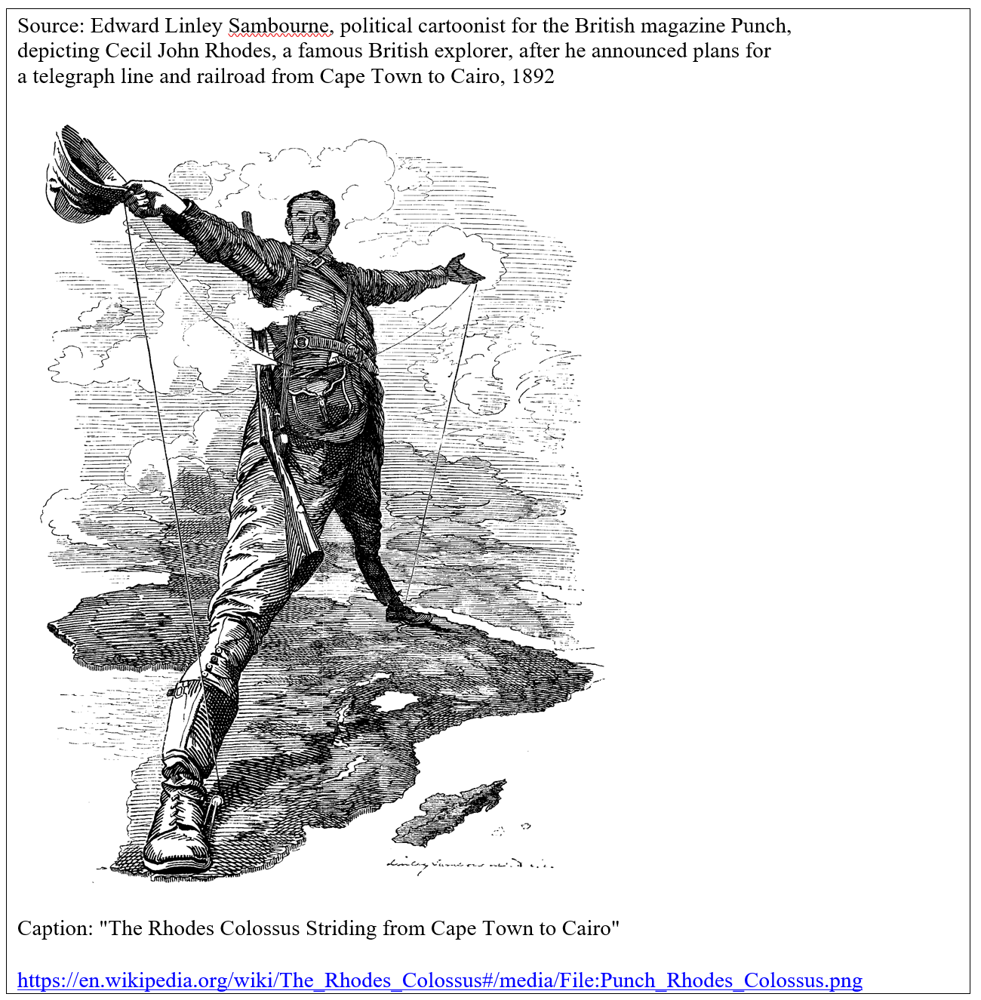 Source: Edward Linley Sambourne, political cartoonist for the British magazine Punch,
depicting Cecil John Rhodes, a famous British explorer, after he announced plans for
a telegraph line and railroad from Cape Town to Cairo, 1892
Caption: "The Rhodes Colossus Striding from Cape Town to Cairo"
https://en.wikipedia.org/wiki/The_Rhodes_Colossus#/media/File:Punch_Rhodes_Colossus.png